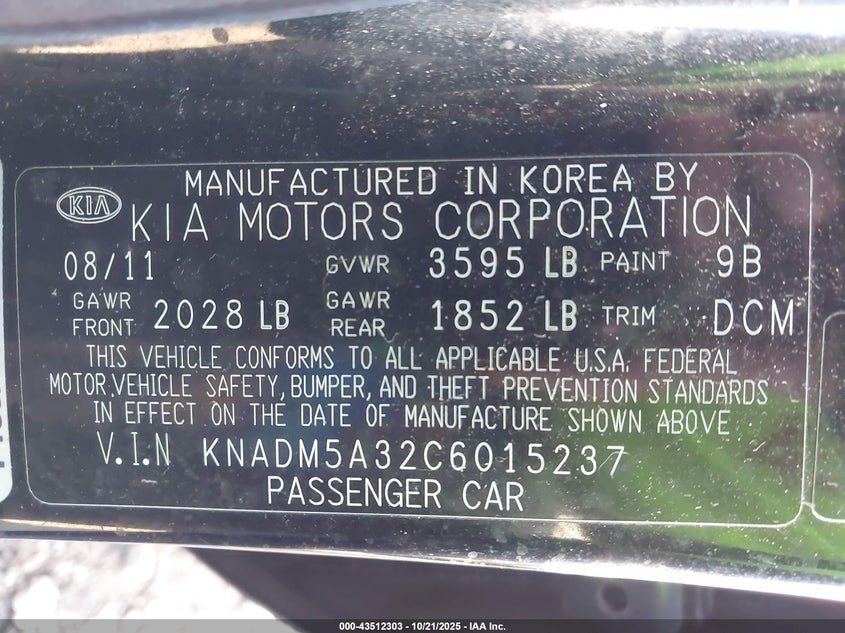 MANUFACTURED IN KOREA BY
KIA KIA MOTORS CORPORATION
08/11 GVWR 3595 LB PAINT 9B
GAWR FRONT 2028 LB GAWR REAR 1852 LB TRIM DCM
THIS VEHICLE CONFORMS TO ALL APPLICABLE U.S.A. FEDERAL
MOTOR VEHICLE SAFETY, BUMPER, AND THEFT PREVENTION STANDARDS
IN EFFECT ON THE DATE OF MANUFACTURE SHOWN ABOVE
V.I.N KNADM5A32C6015237
PASSENGER CAR
000-43512303 - 10/21/2025 - IAA Inc.